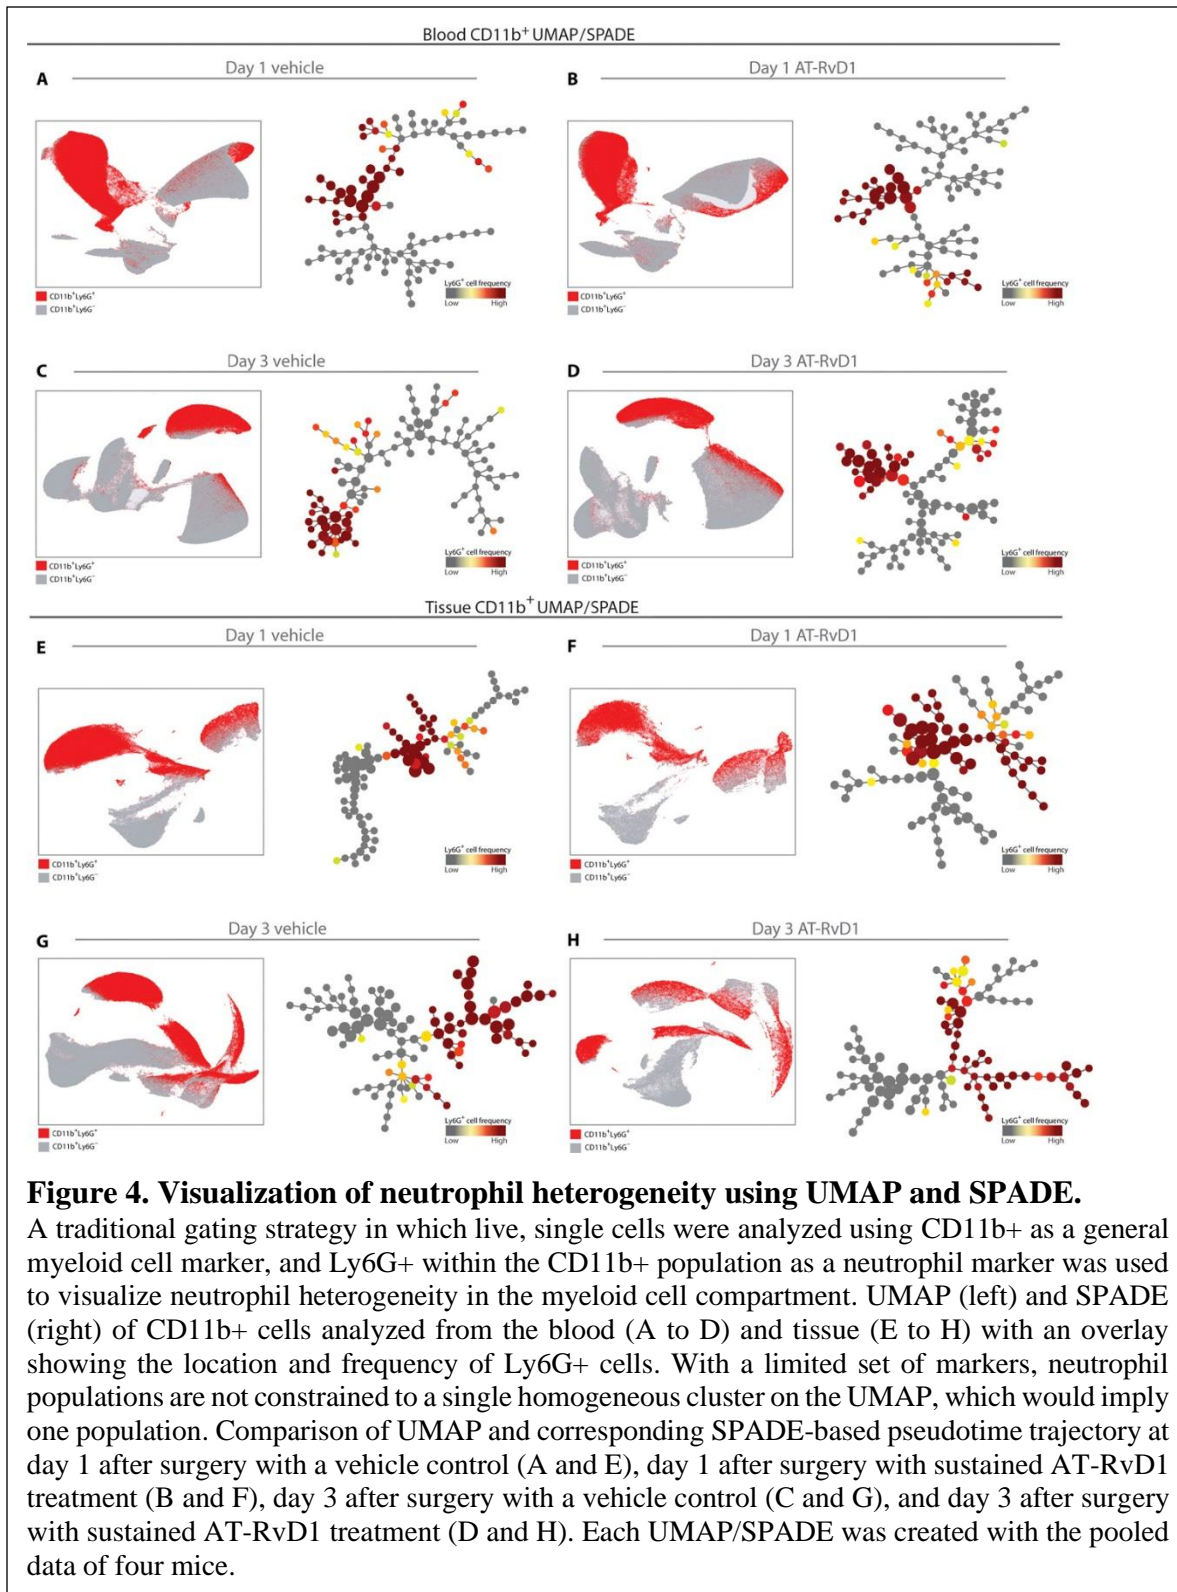 Blood CD11b⁺ UMAP/SPADE
A
Day 1 vehicle
CD11b⁺Ly6G⁺
CD11b⁺Ly6G⁻
Ly6G⁺ cell frequency
Low
High
B
Day 1 AT-RvD1
CD11b⁺Ly6G⁺
CD11b⁺Ly6G⁻
Ly6G⁺ cell frequency
Low
High
C
Day 3 vehicle
CD11b⁺Ly6G⁺
CD11b⁺Ly6G⁻
Ly6G⁺ cell frequency
Low
High
D
Day 3 AT-RvD1
CD11b⁺Ly6G⁺
CD11b⁺Ly6G⁻
Ly6G⁺ cell frequency
Low
High
Tissue CD11b⁺ UMAP/SPADE
E
Day 1 vehicle
CD11b⁺Ly6G⁺
CD11b⁺Ly6G⁻
Ly6G⁺ cell frequency
Low
High
F
Day 1 AT-RvD1
CD11b⁺Ly6G⁺
CD11b⁺Ly6G⁻
Ly6G⁺ cell frequency
Low
High
G
Day 3 vehicle
CD11b⁺Ly6G⁺
CD11b⁺Ly6G⁻
Ly6G⁺ cell frequency
Low
High
H
Day 3 AT-RvD1
CD11b⁺Ly6G⁺
CD11b⁺Ly6G⁻
Ly6G⁺ cell frequency
Low
High
Figure 4. Visualization of neutrophil heterogeneity using UMAP and SPADE.
A traditional gating strategy in which live, single cells were analyzed using CD11b+ as a general
myeloid cell marker, and Ly6G+ within the CD11b+ population as a neutrophil marker was used
to visualize neutrophil heterogeneity in the myeloid cell compartment. UMAP (left) and SPADE
(right) of CD11b+ cells analyzed from the blood (A to D) and tissue (E to H) with an overlay
showing the location and frequency of Ly6G+ cells. With a limited set of markers, neutrophil
populations are not constrained to a single homogeneous cluster on the UMAP, which would imply
one population. Comparison of UMAP and corresponding SPADE-based pseudotime trajectory at
day 1 after surgery with a vehicle control (A and E), day 1 after surgery with sustained AT-RvD1
treatment (B and F), day 3 after surgery with a vehicle control (C and G), and day 3 after surgery
with sustained AT-RvD1 treatment (D and H). Each UMAP/SPADE was created with the pooled
data of four mice.